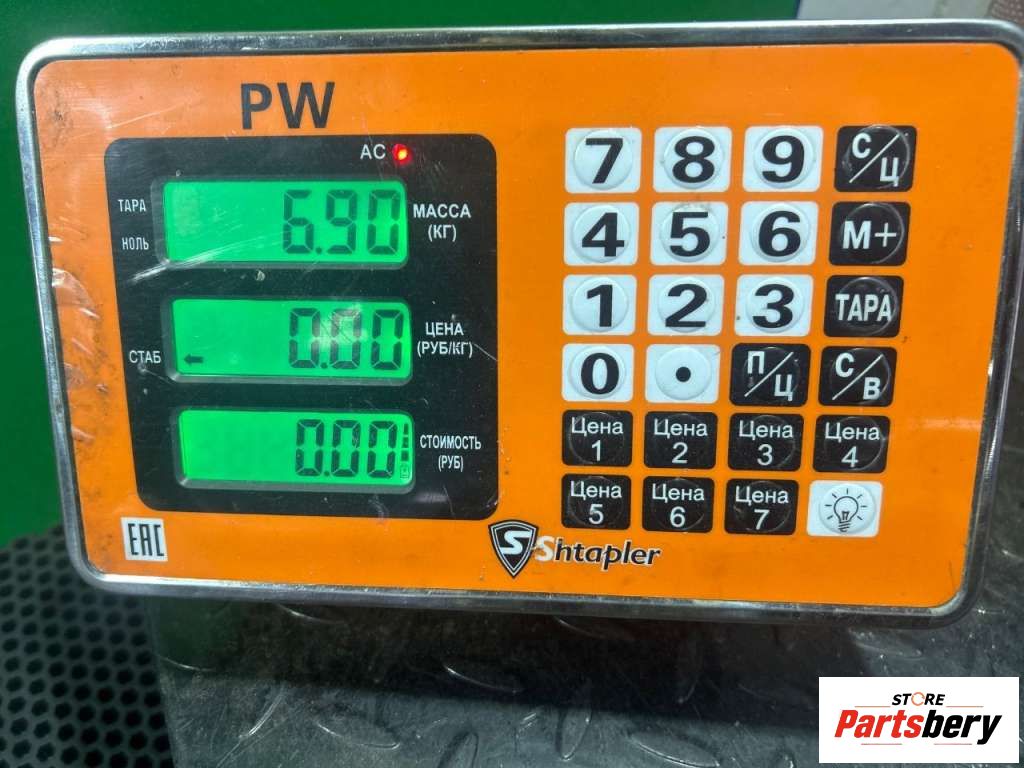 PW
AC
ТАРА
НОЛЬ
6.90
МАССА
(КГ)
СТАБ
0.00
ЦЕНА
(РУБ/КГ)
0.00
СТОИМОСТЬ
(РУБ)
7 8 9 С/Ц
4 5 6 М+
1 2 3 ТАРА
0 . П/Ц С/В
Цена 1 Цена 2 Цена 3 Цена 4
Цена 5 Цена 6 Цена 7
EAC
S Shtapler
STORE
Partsbery